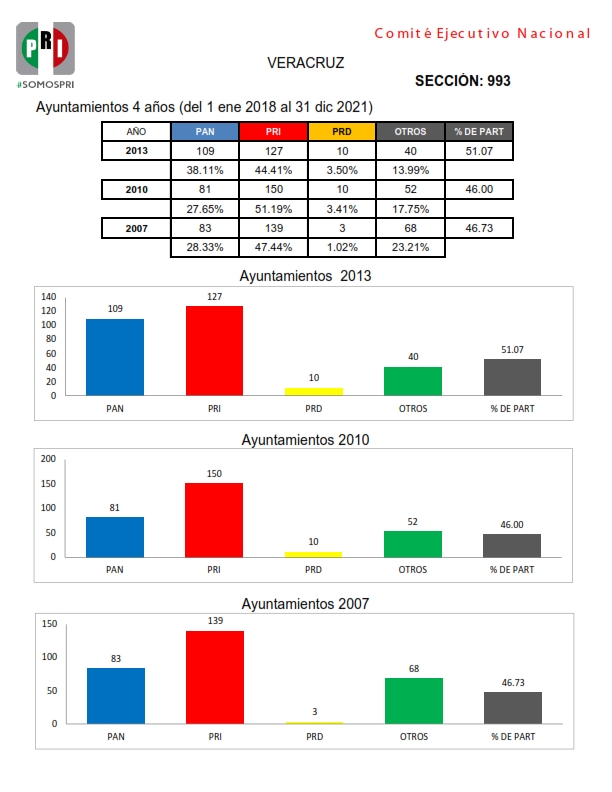 PRI
#SOMOSPRI
Comité Ejecutivo Nacional
VERACRUZ
SECCIÓN: 993
Ayuntamientos 4 años (del 1 ene 2018 al 31 dic 2021)
AÑO PAN PRI PRD OTROS % DE PART
2013 109 127 10 40 51.07
38.11% 44.41% 3.50% 13.99%
2010 81 150 10 52 46.00
27.65% 51.19% 3.41% 17.75%
2007 83 139 3 68 46.73
28.33% 47.44% 1.02% 23.21%
Ayuntamientos 2013
140
120
100
80
60
40
20
0
109
127
10
40
51.07
PAN PRI PRD OTROS % DE PART
Ayuntamientos 2010
200
150
100
50
0
81
150
10
52
46.00
PAN PRI PRD OTROS % DE PART
Ayuntamientos 2007
150
100
50
0
83
139
3
68
46.73
PAN PRI PRD OTROS % DE PART